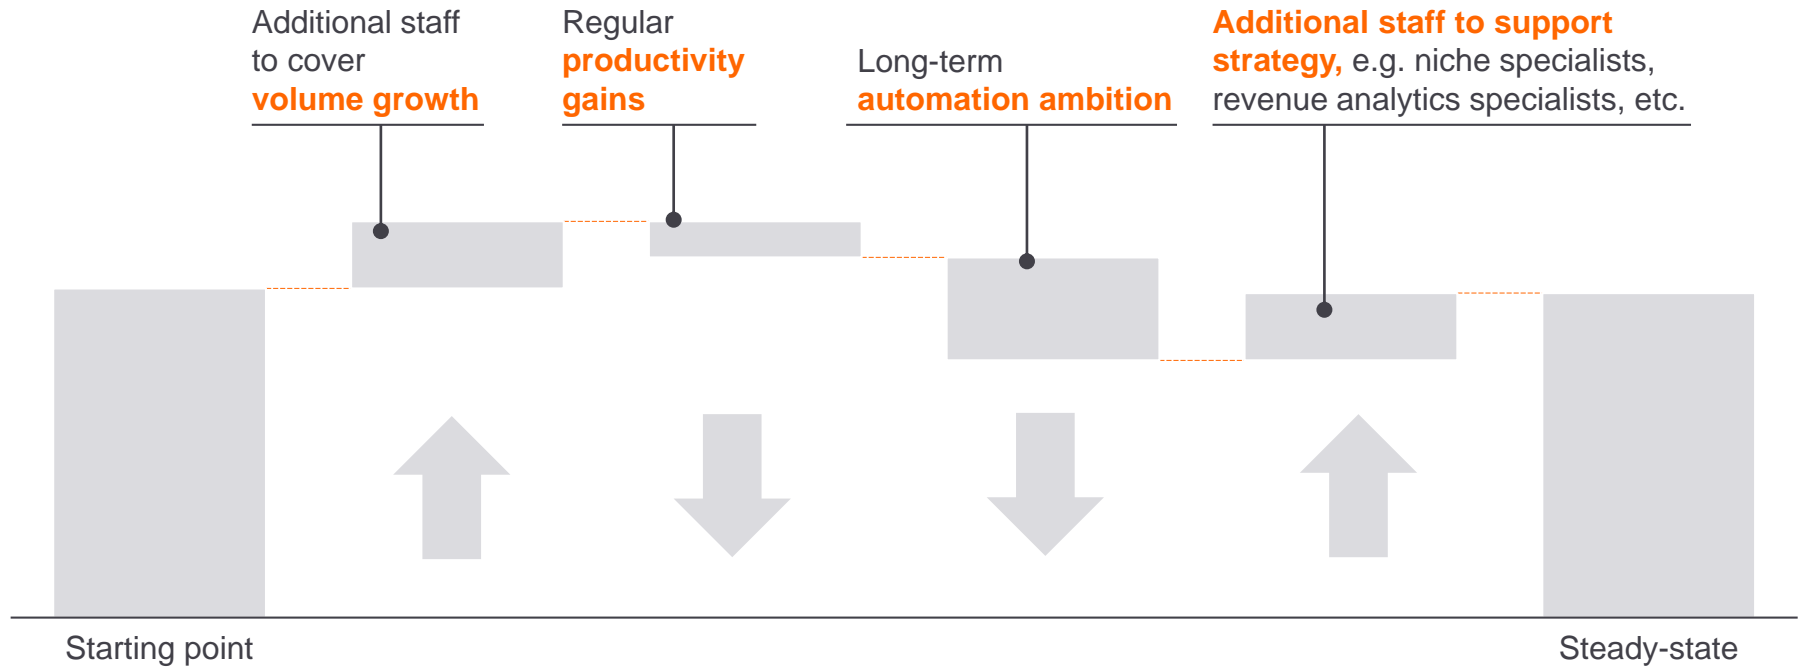 Additional staff
to cover
volume growth
Regular
productivity
gains
Long-term
automation ambition
Additional staff to support
strategy, e.g. niche specialists,
revenue analytics specialists, etc.
Starting point
Steady-state